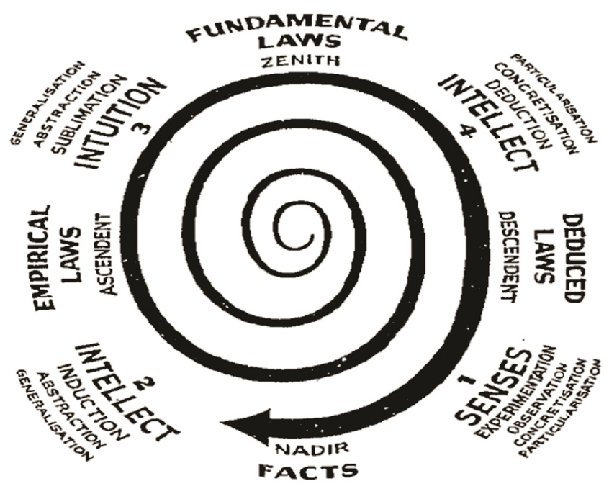 FUNDAMENTAL
LAWS
ZENITH
GENERALISATION
ABSTRACTION
SUBLIMATION
INTUITION
3
PARTICULARISATION
CONCRETISATION
DEDUCTION
INTELLECT
4
EMPIRICAL
LAWS
ASCENDENT
DEDUCED
LAWS
DESCENDENT
2
INTELLECT
INDUCTION
ABSTRACTION
GENERALISATION
1
SENSES
EXPERIMENTATION
OBSERVATION
CONCRETISATION
PARTICULARISATION
NADIR
FACTS